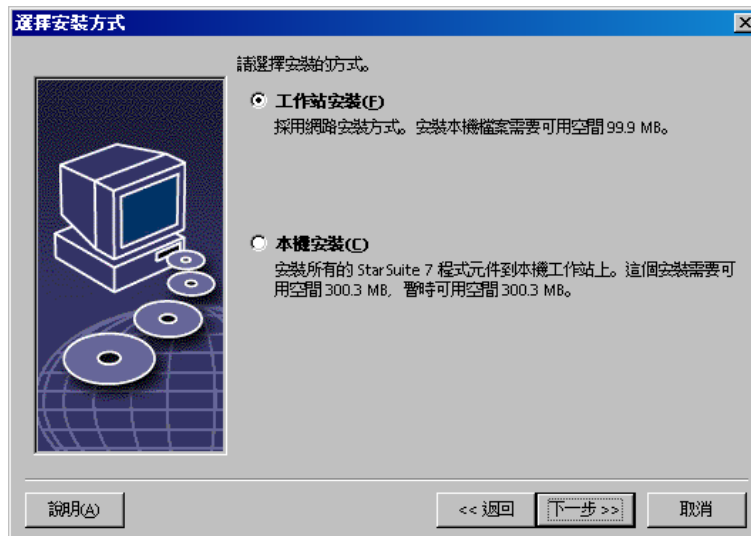 選擇安裝方式
請選擇安裝的方式。
工作站安裝(F)
採用網路安裝方式。安裝本機檔案需要可用空間 99.9 MB。
本機安裝(C)
安裝所有的 StarSuite 7 程式元件到本機工作站上。這個安裝需要可
用空間 300.3 MB, 暫時可用空間 300.3 MB。
說明(A)
<< 返回
下一步 >>
取消